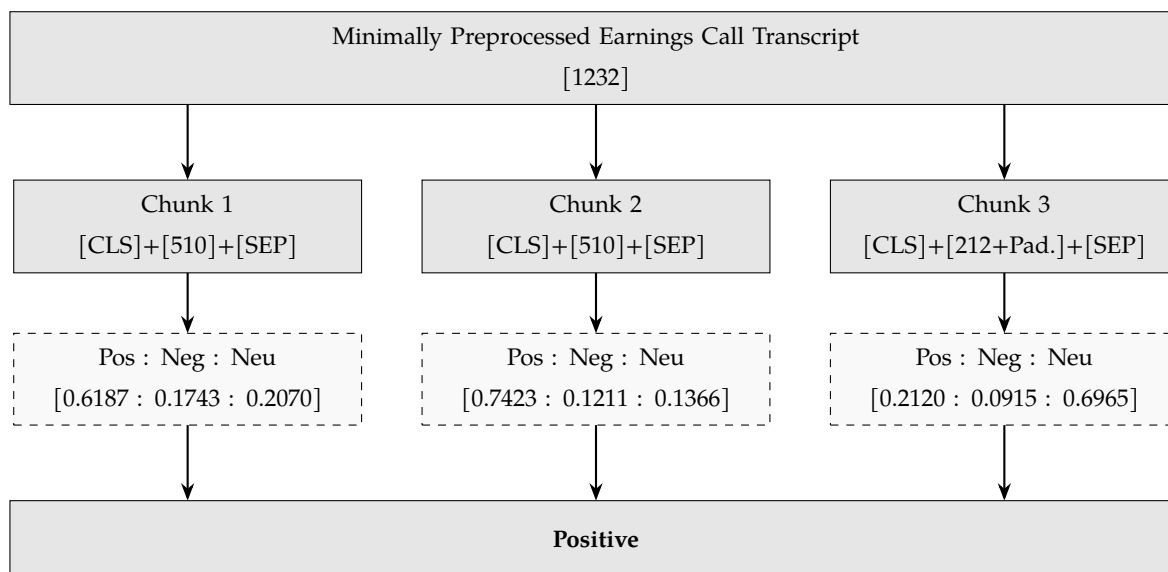 Minimally Preprocessed Earnings Call Transcript
[1232]
Chunk 1
[CLS]+[510]+[SEP]
Chunk 2
[CLS]+[510]+[SEP]
Chunk 3
[CLS]+[212+Pad.]+[SEP]
Pos : Neg : Neu
[0.6187 : 0.1743 : 0.2070]
Pos : Neg : Neu
[0.7423 : 0.1211 : 0.1366]
Pos : Neg : Neu
[0.2120 : 0.0915 : 0.6965]
Positive